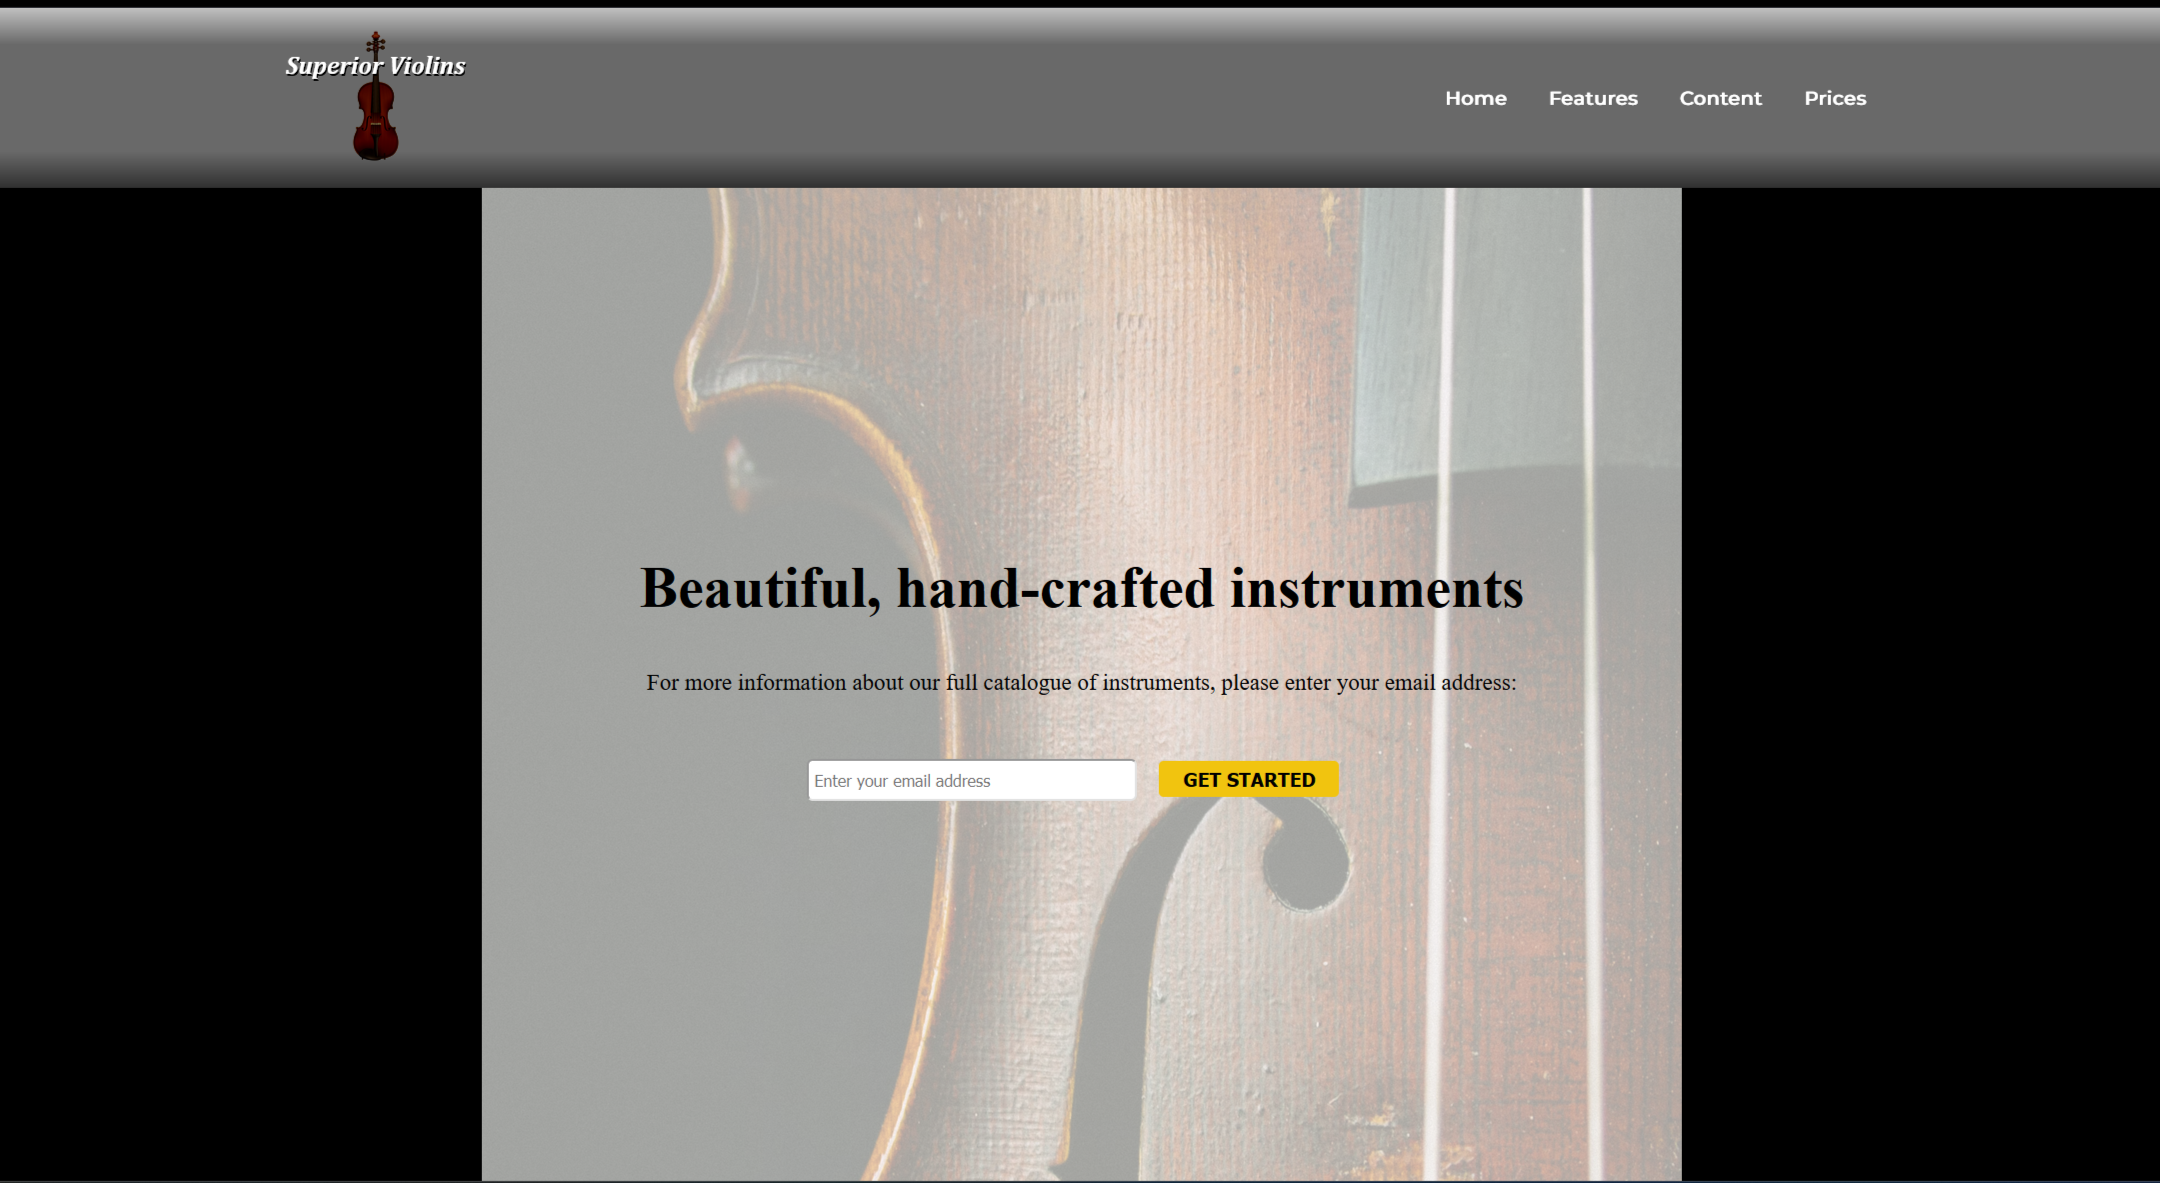 Superior Violins
Home Features Content Prices
Beautiful, hand-crafted instruments
For more information about our full catalogue of instruments, please enter your email address:
Enter your email address GET STARTED